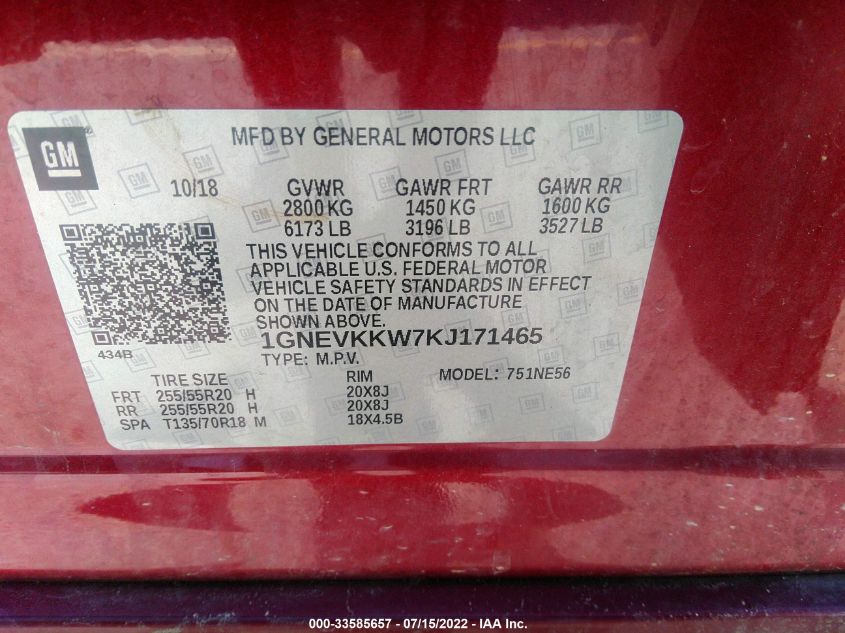 GM
MFD BY GENERAL MOTORS LLC
10/18 GVWR GAWR FRT GAWR RR
2800 KG 1450 KG 1600 KG
6173 LB 3196 LB 3527 LB
THIS VEHICLE CONFORMS TO ALL
APPLICABLE U.S. FEDERAL MOTOR
VEHICLE SAFETY STANDARDS IN EFFECT
ON THE DATE OF MANUFACTURE
SHOWN ABOVE.
1GNEVKKW7KJ171465
434B
TYPE: M.P.V.
TIRE SIZE RIM MODEL: 751NE56
FRT 255/55R20 H 20X8J
RR 255/55R20 H 20X8J
SPA T135/70R18 M 18X4.5B
000-33585657 - 07/15/2022 - IAA Inc.